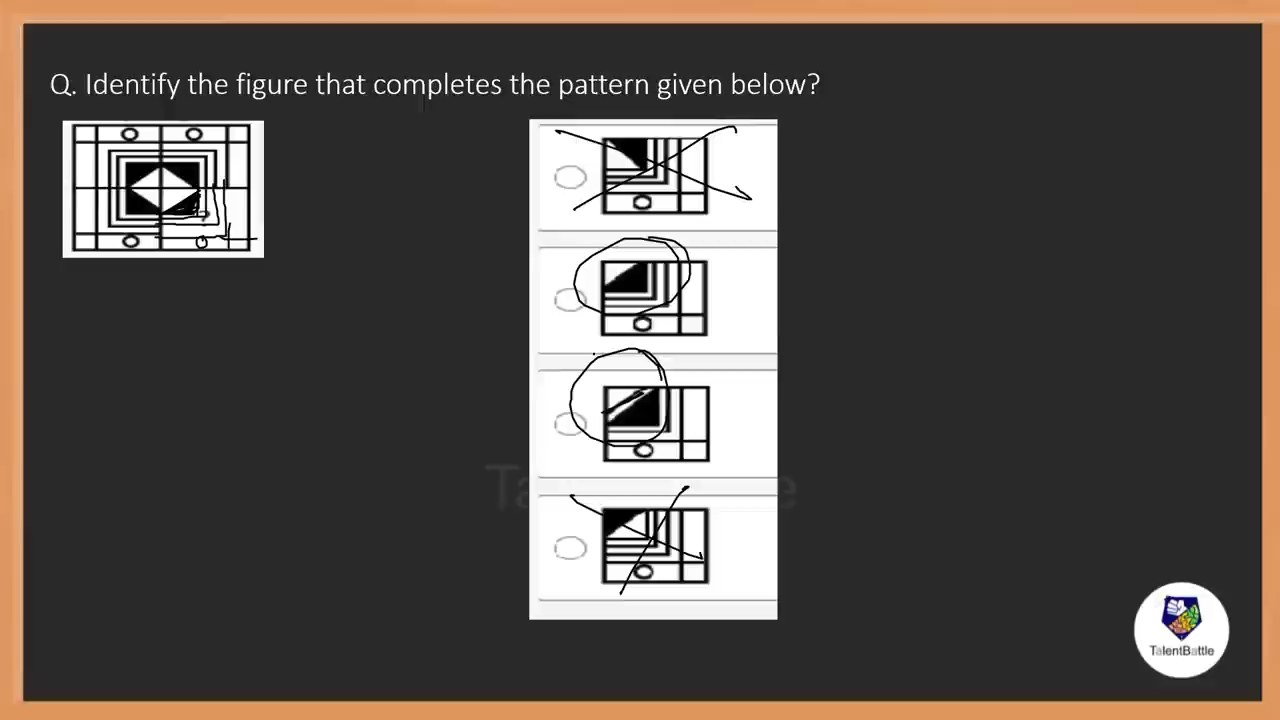 Q. Identify the figure that completes the pattern given below?
TalentBattle